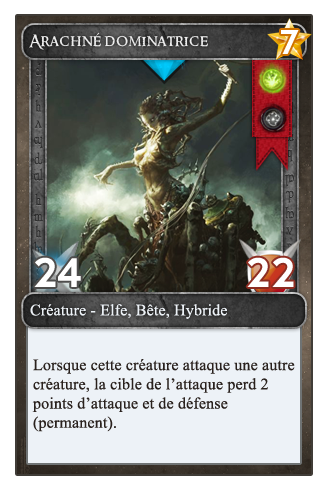 Arachné dominatrice
7
24
22
Créature - Elfe, Bête, Hybride
Lorsque cette créature attaque une autre
créature, la cible de l'attaque perd 2
points d'attaque et de défense
(permanent).